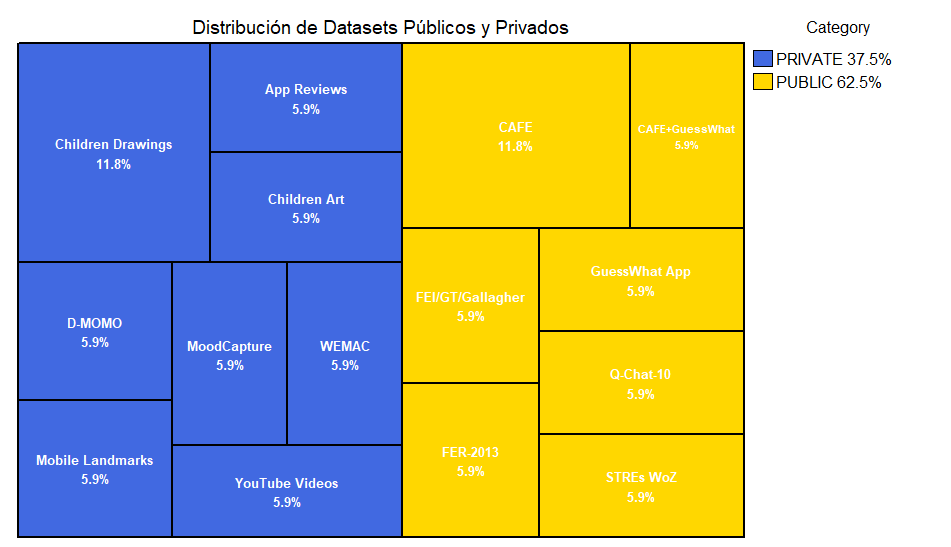 Distribución de Datasets Públicos y Privados
Category
PRIVATE 37.5%
PUBLIC 62.5%
Children Drawings
11.8%
App Reviews
5.9%
Children Art
5.9%
D-MOMO
5.9%
MoodCapture
5.9%
WEMAC
5.9%
Mobile Landmarks
5.9%
YouTube Videos
5.9%
CAFE
11.8%
CAFE+GuessWhat
5.9%
FEI/GT/Gallagher
5.9%
GuessWhat App
5.9%
Q-Chat-10
5.9%
FER-2013
5.9%
STREs WoZ
5.9%